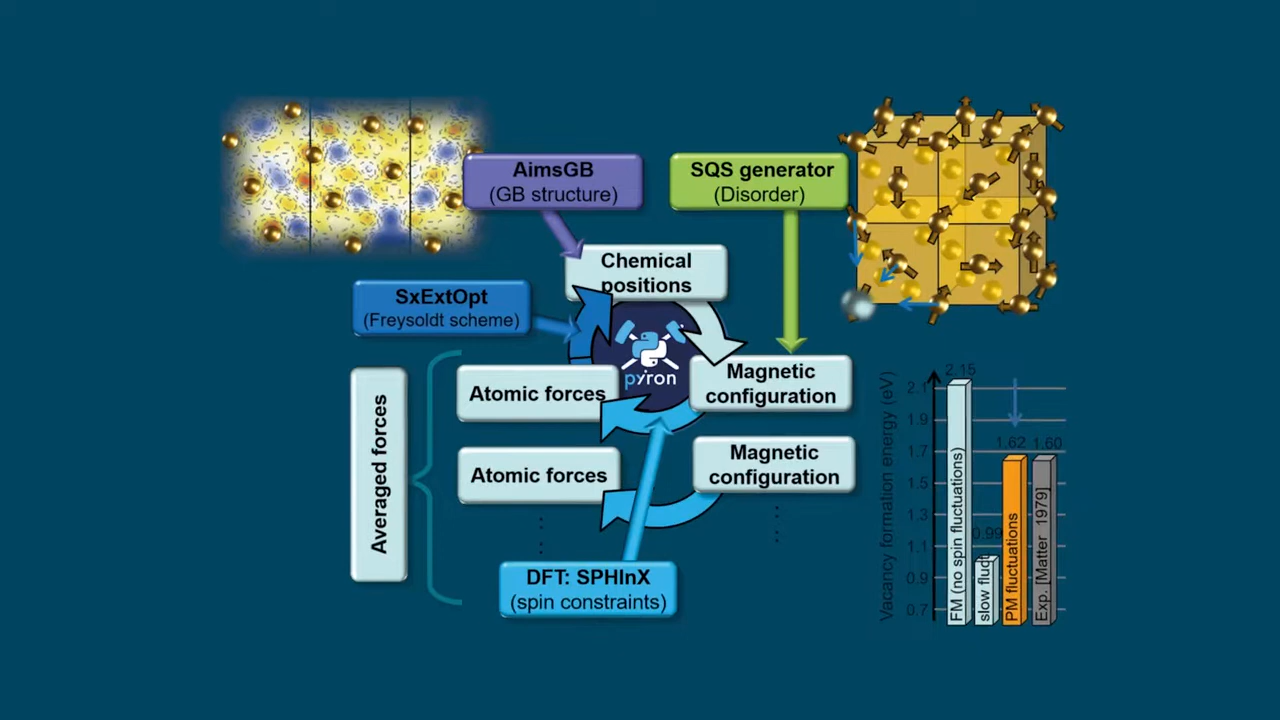 AimsGB
(GB structure)
SQS generator
(Disorder)
Chemical
positions
SxExtOpt
(Freysoldt scheme)
pyron
Magnetic
configuration
Atomic forces
Averaged forces
Magnetic
configuration
Atomic forces
DFT: SPHInX
(spin constraints)
Vacancy formation energy (eV)
2.1
1.9
1.7
1.5
1.3
1.1
0.9
0.7
2.15
0.99
1.62
1.60
FM (no spin fluctuations)
slow fluct
PM fluctuations
Exp. [Matter 1979]